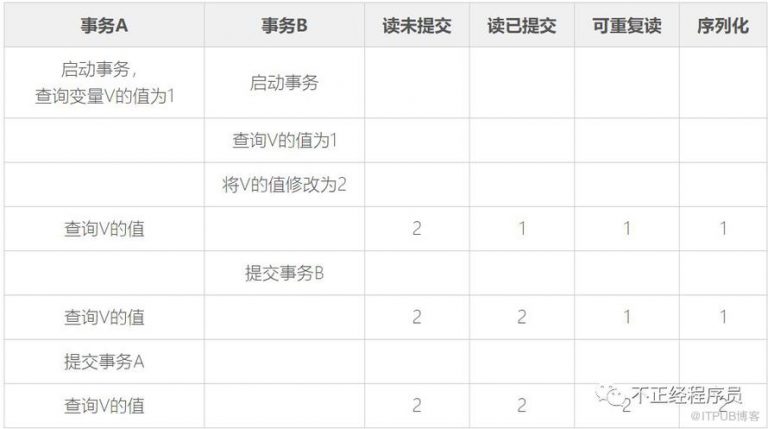 事务A 事务B 读未提交 读已提交 可重复读 序列化
启动事务， 启动事务
查询变量V的值为1
查询V的值为1
将V的值修改为2
查询V的值 2 1 1 1
提交事务B
查询V的值 2 2 1 1
提交事务A
查询V的值 2 2 2 2
不正经程序员
@ITPUB博客